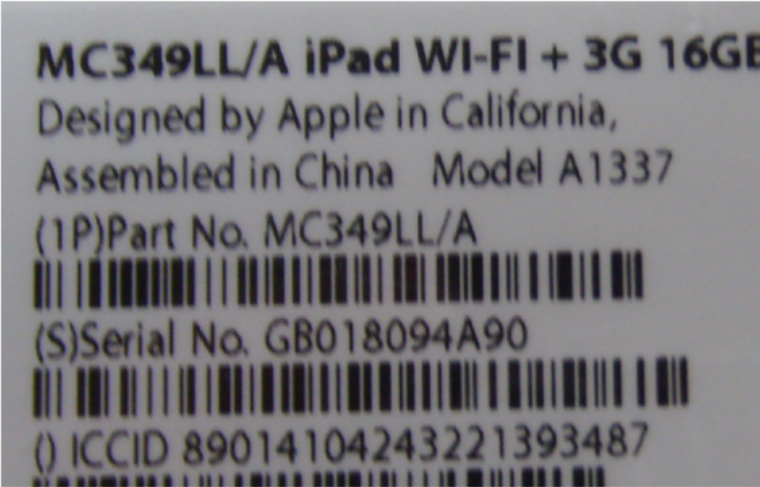 MC349LL/A iPad WI-FI + 3G 16GB
Designed by Apple in California,
Assembled in China Model A1337
(1P)Part No. MC349LL/A
(S)Serial No. GB018094A90
() ICCID 89014104243221393487